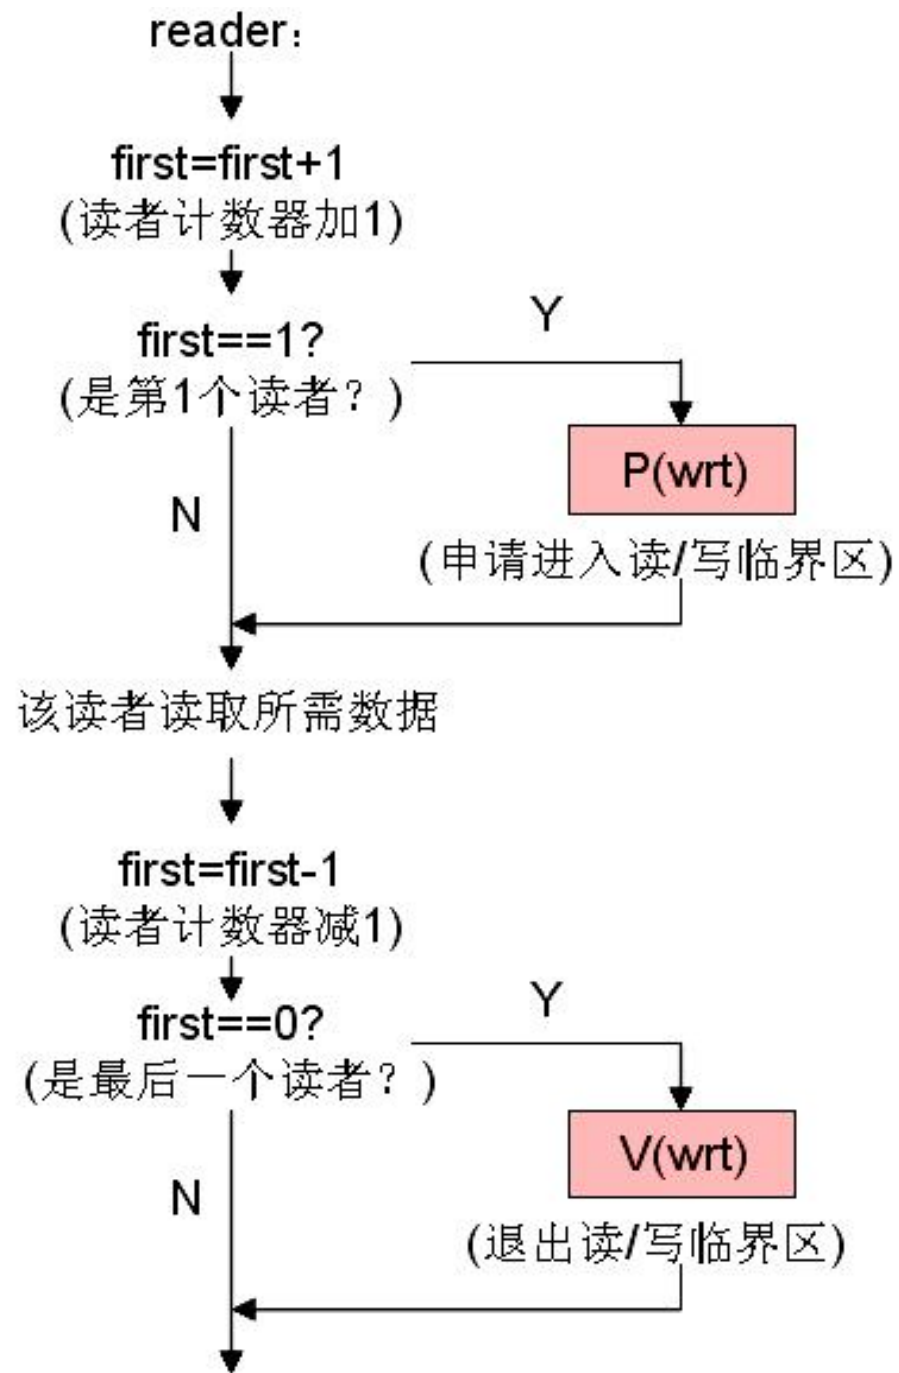 reader：
first=first+1
(读者计数器加1)
first==1?
(是第1个读者？)
Y
P(wrt)
(申请进入读/写临界区)
N
该读者读取所需数据
first=first-1
(读者计数器减1)
first==0?
(是最后一个读者？)
Y
V(wrt)
(退出读/写临界区)
N